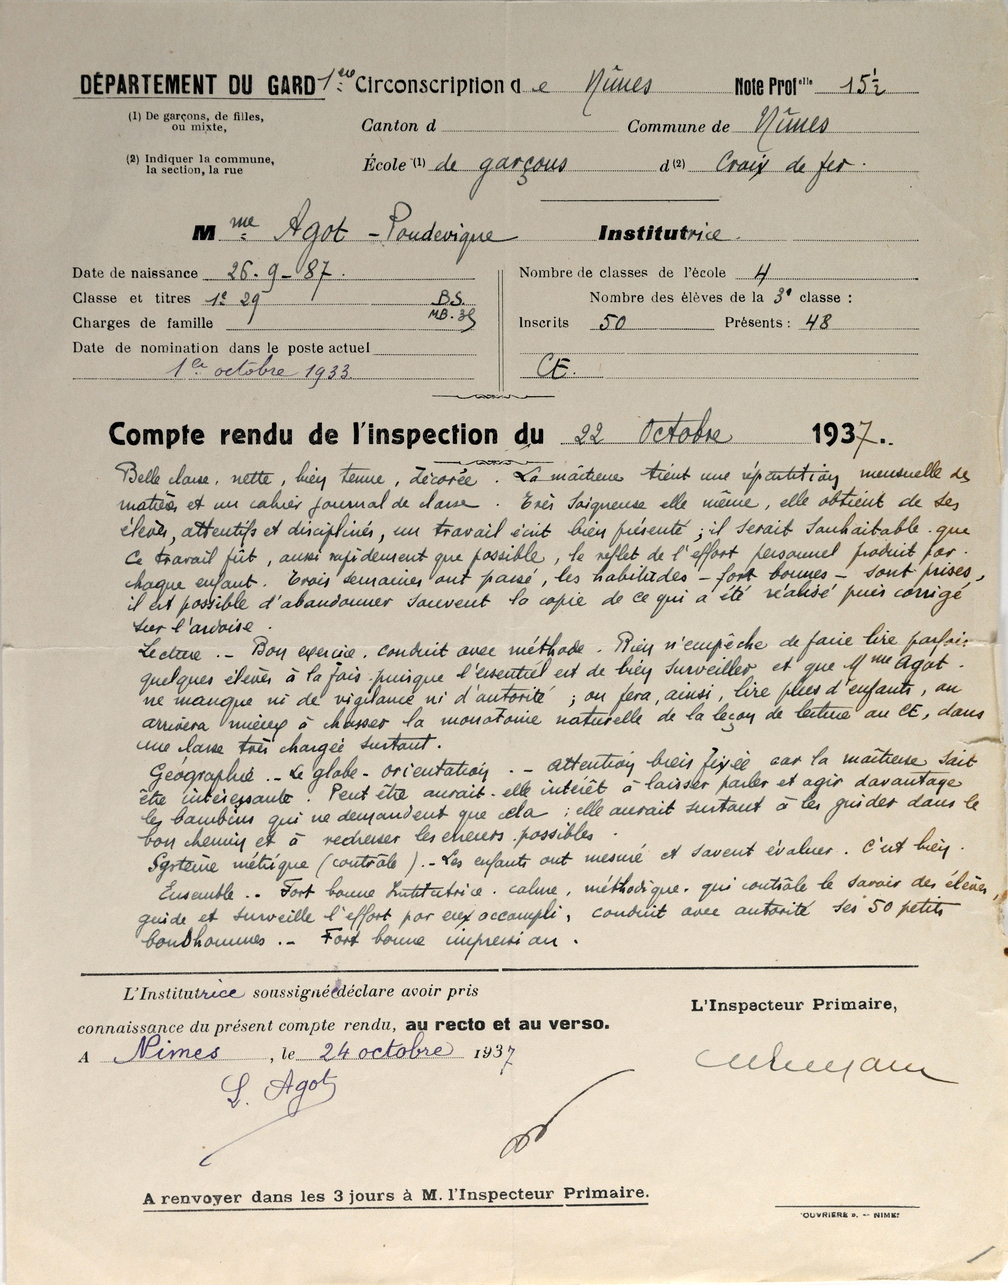 DÉPARTEMENT DU GARD 1ère Circonscription de Nîmes Note Profelle 15½
(1) De garçons, de filles, ou mixte, Canton d Commune de Nîmes
(2) Indiquer la commune, la section, la rue École (1) de garçons d(2) Croix de fer.
Mme Agot-Poudevigne Institutrice.
Date de naissance 26-9-87. Nombre de classes de l'école 4
Classe et titres 1e 29 B.S. Nombre des élèves de la 3e classe :
Charges de famille MB. 35 Inscrits 50 Présents : 48
Date de nomination dans le poste actuel
1er octobre 1933. CE.
Compte rendu de l'inspection du 22 Octobre 1937..
Belle classe, nette, bien tenue, décorée. La maîtresse tient une répartition mensuelle des
matières et un cahier journal de classe. Très soigneuse elle même, elle obtient de ses
élèves, attentifs et disciplinés, un travail écrit bien présenté ; il serait souhaitable que
ce travail fût, aussi rapidement que possible, le reflet de l'effort personnel produit par
chaque enfant. Trois semaines ont passé, les habitudes - fort bonnes - sont prises,
il est possible d'abandonner souvent la copie de ce qui a été réalisé puis corrigé
sur l'ardoise.
Lecture .- Bon exercice, conduit avec méthode. Rien n'empêche de faire lire parfois
quelques élèves à la fois puisque l'essentiel est de bien surveiller et que Mme Agot
ne manque ni de vigilance ni d'autorité ; on fera, ainsi, lire plus d'enfants, on
arrivera mieux à chasser la monotonie naturelle de la leçon de lecture au CE, dans
une classe très chargée surtout.
Géographie .- Le globe - orientation .- attention bien fixée car la maîtresse sait
être intéressante. Peut être aurait-elle intérêt à laisser parler et agir davantage
les bambins qui ne demandent que cela ; elle aurait surtout à les guider dans le
bon chemin et à redresser les erreurs possibles.
Système métrique (contrôle) .- Les enfants ont mesuré et savent évaluer. C'est bien.
Ensemble .- Fort bonne Institutrice, calme, méthodique, qui contrôle le savoir des élèves,
guide et surveille l'effort par eux accompli, conduit avec autorité ses 50 petits
bonshommes .- Fort bonne impression.
L'Institutrice soussignée déclare avoir pris
connaissance du présent compte rendu, au recto et au verso. L'Inspecteur Primaire,
A Nîmes, le 24 octobre 1937
L. Agot
A renvoyer dans les 3 jours à M. l'Inspecteur Primaire.
"OUVRIÈRE". — NIMES